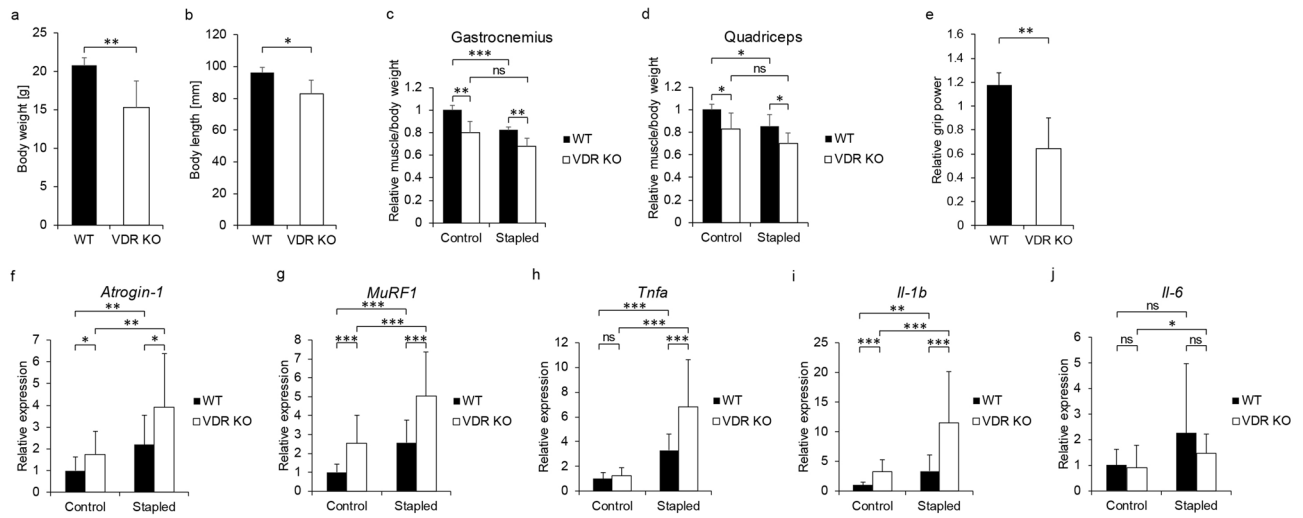 a
**
Body weight [g]
25
20
15
10
5
0
WT VDR KO
b
*
Body length [mm]
120
100
80
60
40
20
0
WT VDR KO
c
Gastrocnemius
***
ns
** **
Relative muscle/body weight
1.2
1
0.8
0.6
0.4
0.2
0
Control Stapled
WT
VDR KO
d
Quadriceps
*
ns
* *
Relative muscle/body weight
1.2
1
0.8
0.6
0.4
0.2
0
Control Stapled
WT
VDR KO
e
**
Relative grip power
1.6
1.4
1.2
1
0.8
0.6
0.4
0.2
0
WT VDR KO
f
Atrogin-1
**
**
* *
Relative expression
7
6
5
4
3
2
1
0
Control Stapled
WT
VDR KO
g
MuRF1
***
***
*** ***
Relative expression
8
7
6
5
4
3
2
1
0
Control Stapled
WT
VDR KO
h
Tnfa
***
***
ns ***
Relative expression
12
10
8
6
4
2
0
Control Stapled
WT
VDR KO
i
Il-1b
**
***
*** ***
Relative expression
25
20
15
10
5
0
Control Stapled
WT
VDR KO
j
Il-6
ns
*
ns ns
Relative expression
6
5
4
3
2
1
0
Control Stapled
WT
VDR KO